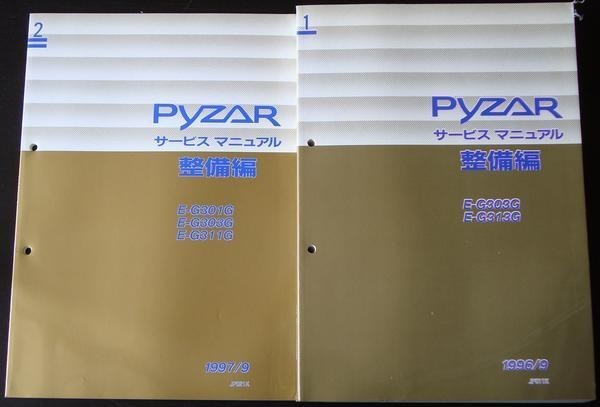 2
PYZAR
サービス マニュアル
整備編
E-G301G
E-G303G
E-G311G
1997/9
1
PYZAR
サービス マニュアル
整備編
E-G303G
E-G313G
1996/9